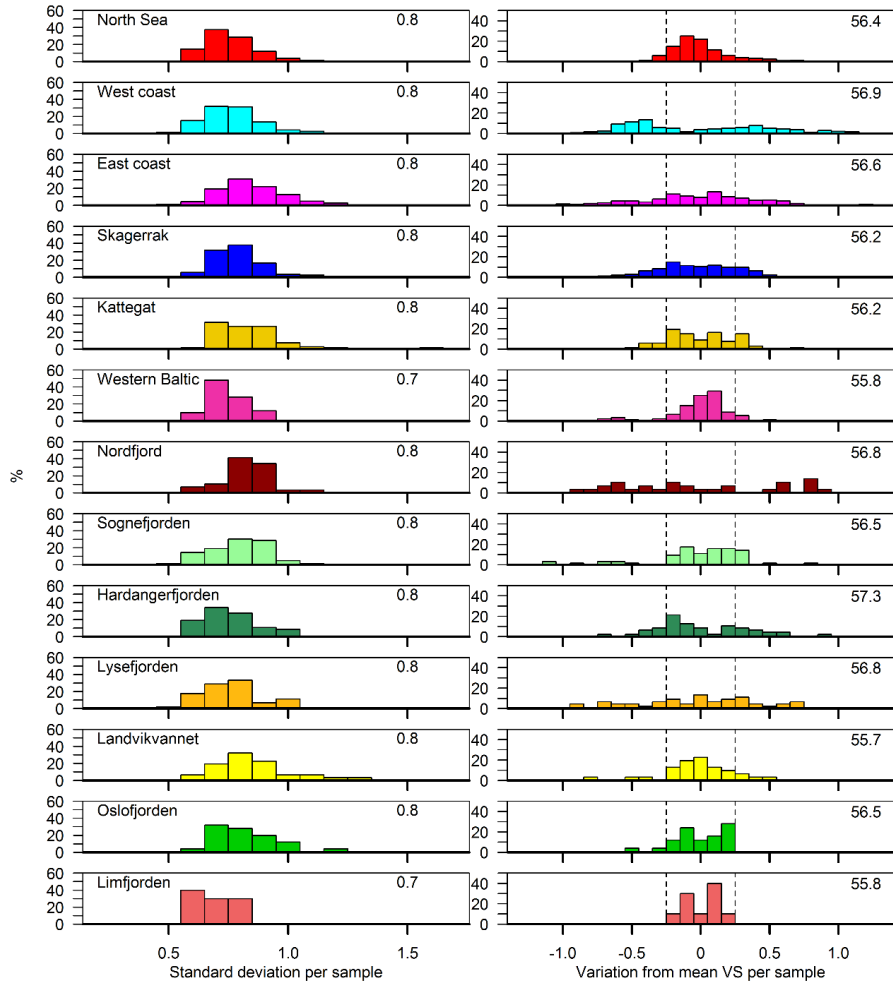 North Sea 0.8 56.4
60 40 20 0 40 20 0
West coast 0.8 56.9
60 40 20 0 40 20 0
East coast 0.8 56.6
60 40 20 0 40 20 0
Skagerrak 0.8 56.2
60 40 20 0 40 20 0
Kattegat 0.8 56.2
60 40 20 0 40 20 0
Western Baltic 0.7 55.8
60 40 20 0 40 20 0
Nordfjord 0.8 56.8
60 40 20 0 40 20 0
%
Sognefjorden 0.8 56.5
60 40 20 0 40 20 0
Hardangerfjorden 0.8 57.3
60 40 20 0 40 20 0
Lysefjorden 0.8 56.8
60 40 20 0 40 20 0
Landvikvannet 0.8 55.7
60 40 20 0 40 20 0
Oslofjorden 0.8 56.5
60 40 20 0 40 20 0
Limfjorden 0.7 55.8
60 40 20 0 40 20 0
0.5 1.0 1.5 -1.0 -0.5 0 0.5 1.0
Standard deviation per sample Variation from mean VS per sample